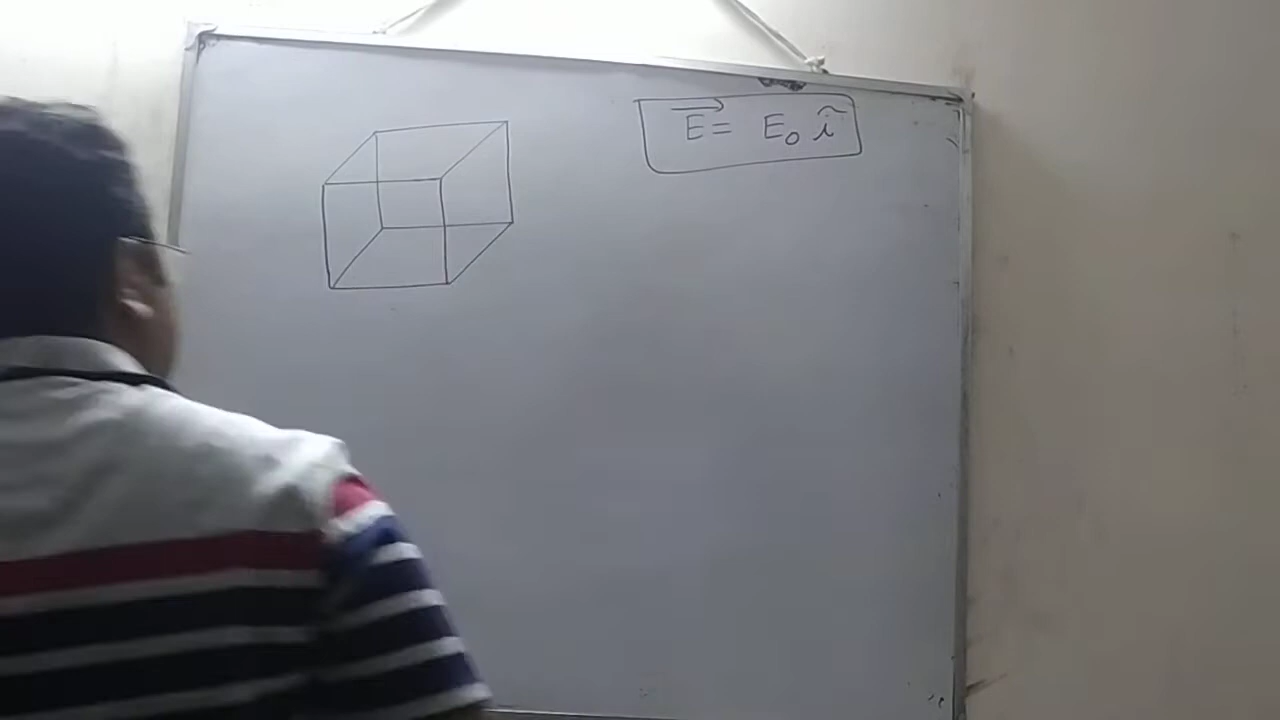 E⃗ = E₀ î